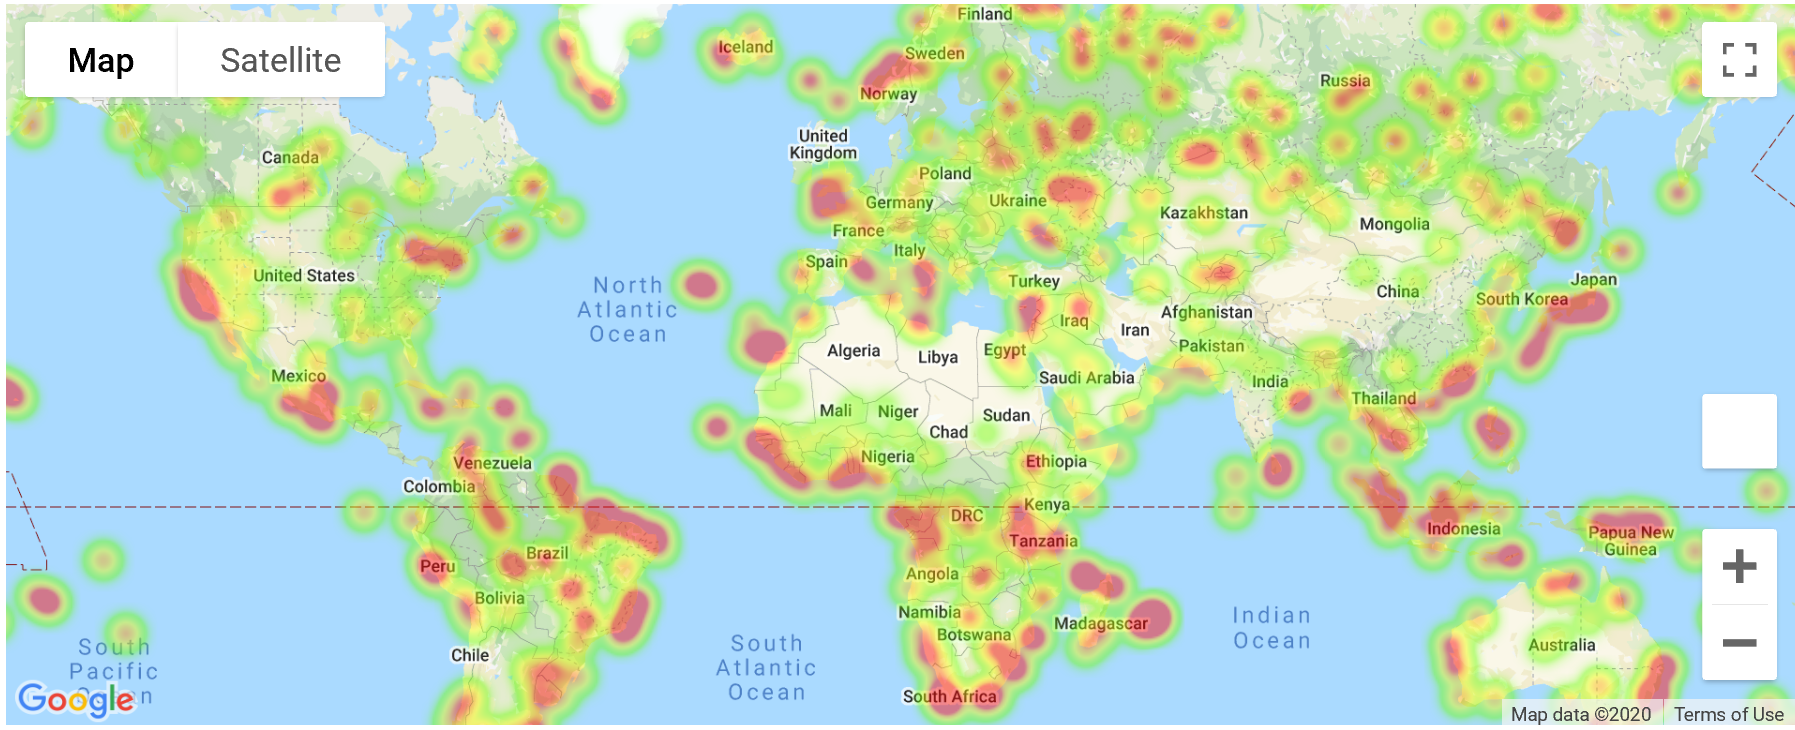 Map
Satellite
Finland
Iceland
Sweden
Russia
Norway
United
Kingdom
Canada
Poland
Germany
Ukraine
Kazakhstan
Mongolia
France
Italy
Spain
United States
Turkey
Japan
China
South Korea
North
Atlantic
Ocean
Afghanistan
Iraq
Iran
Algeria
Libya
Egypt
Pakistan
Mexico
Saudi Arabia
India
Thailand
Mali
Niger
Sudan
Chad
Venezuela
Nigeria
Ethiopia
Colombia
Kenya
DRC
Indonesia
Papua New
Guinea
Tanzania
Brazil
Peru
Angola
Bolivia
Namibia
Madagascar
Botswana
Indian
Ocean
South
Pacific
Chile
South
Atlantic
Ocean
Australia
South Africa
Google
Map data ©2020
Terms of Use